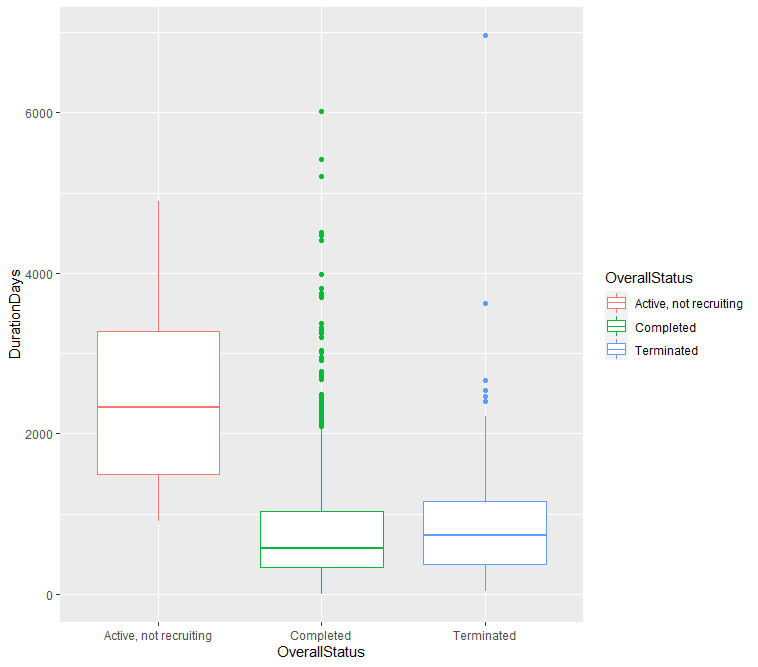 6000
4000
2000
0
DurationDays
Active, not recruiting
Completed
Terminated
OverallStatus
OverallStatus
Active, not recruiting
Completed
Terminated